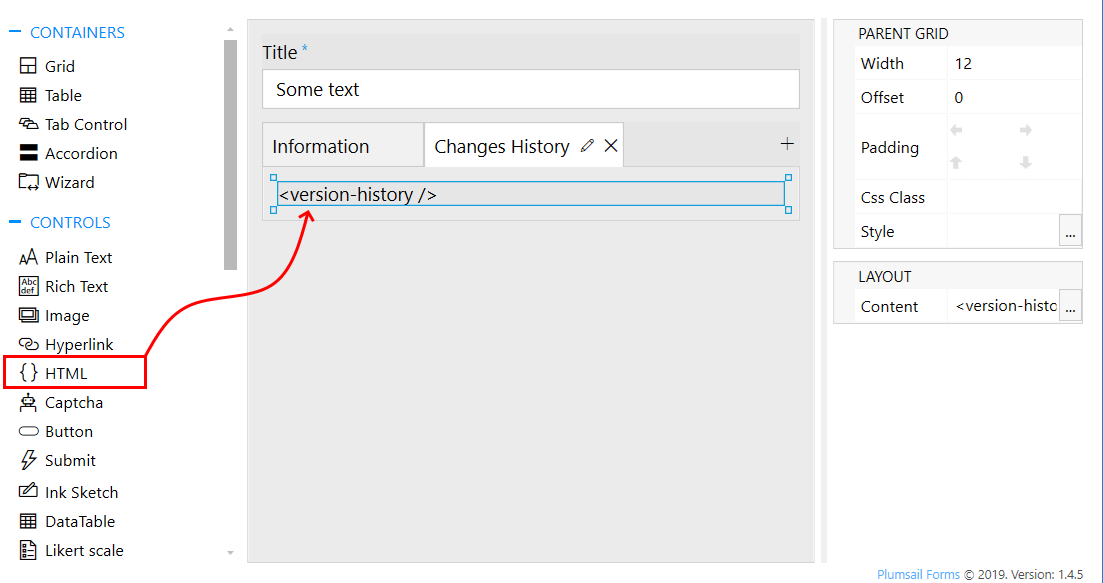 CONTAINERS
Grid
Table
Tab Control
Accordion
Wizard
CONTROLS
Plain Text
Abc
def
Rich Text
Image
Hyperlink
{ } HTML
Captcha
Button
Submit
Ink Sketch
DataTable
Likert scale
Title *
Some text
Information
Changes History
<version-history />
PARENT GRID
Width 12
Offset 0
Padding
Css Class
Style ...
LAYOUT
Content <version-histo ...
Plumsail Forms © 2019. Version: 1.4.5